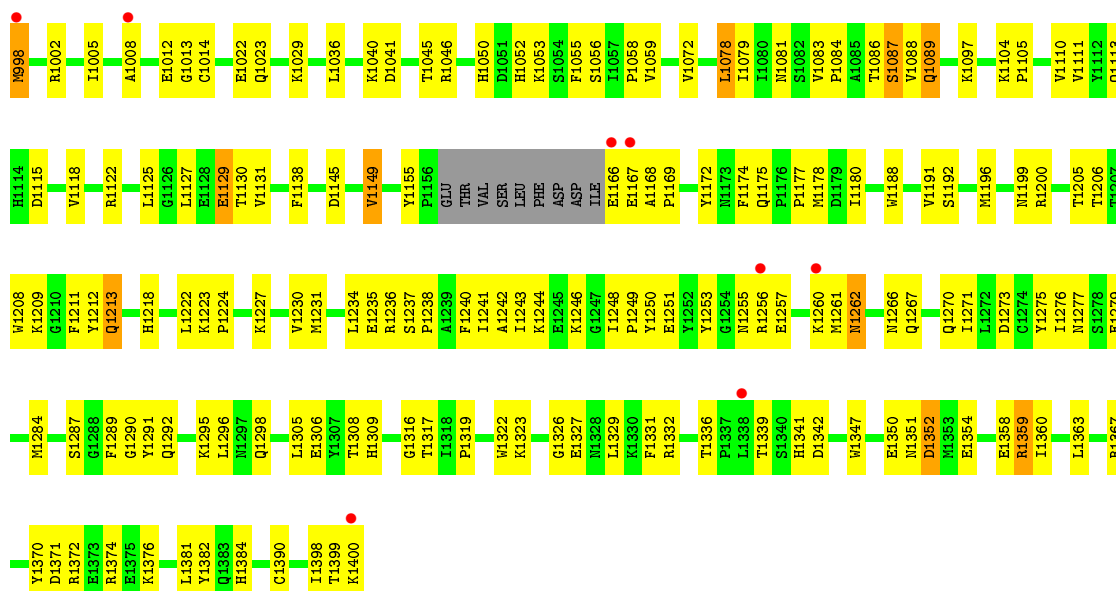 M998 R1002 I1005 A1008 E1012 G1013 C1014 E1022 Q1023 K1029 L1036 K1040 D1041 T1045 R1046 H1050 D1051 H1052 K1053 S1054 F1055 S1056 I1057 P1058 V1059 V1072 L1078 I1079 I1080 N1081 S1082 V1083 P1084 A1085 T1086 S1087 V1088 Q1089 K1097 K1104 P1105 V1110 V1111 Y1112
H1114 D1115 V1118 R1122 L1125 G1126 L1127 E1128 E1129 T1130 V1131 F1138 D1145 V1149 Y1155 P1156 GLU THR VAL SER LEU PHE ASP ASP ILE E1166 E1167 A1168 P1169 Y1172 N1173 F1174 Q1175 P1176 P1177 M1178 D1179 I1180 W1188 V1191 S1192 M1196 N1199 R1200 T1205 T1206
W1208 K1209 G1210 F1211 Y1212 Q1213 H1218 L1222 K1223 P1224 K1227 V1230 M1231 L1234 E1235 R1236 S1237 P1238 A1239 F1240 I1241 A1242 I1243 K1244 E1245 K1246 G1247 I1248 P1249 Y1250 E1251 Y1252 Y1253 G1254 N1255 R1256 E1257 K1260 M1261 N1262 N1266 Q1267 Q1270 I1271 L1272 D1273 C1274 Y1275 I1276 N1277 S1278
M1284 S1287 G1288 F1289 G1290 Y1291 Q1292 K1295 L1296 N1297 Q1298 L1305 E1306 Y1307 T1308 H1309 G1316 T1317 I1318 P1319 W1322 K1323 G1326 E1327 N1328 L1329 K1330 F1331 R1332 T1336 P1337 L1338 T1339 S1340 H1341 D1342 W1347 E1350 N1351 D1352 M1353 E1354 E1358 R1359 I1360 L1363
Y1370 D1371 R1372 E1373 R1374 E1375 K1376 L1381 Y1382 Q1383 H1384 C1390 I1398 T1399 K1400